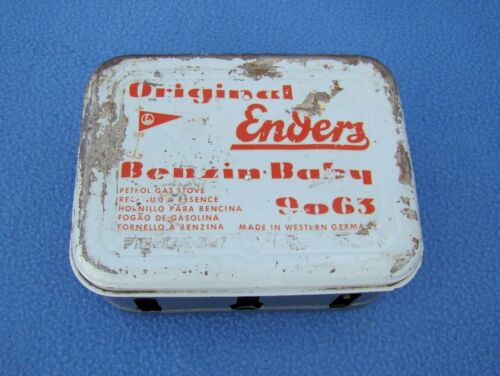 Original
Enders
Benzin-Baby
9063
PETROL GAS STOVE
A ESSENCE
HORNILLO PARA BENCINA
FOGÃO DE GASOLINA
FORNELLO A BENZINA MADE IN WESTERN GERMANY